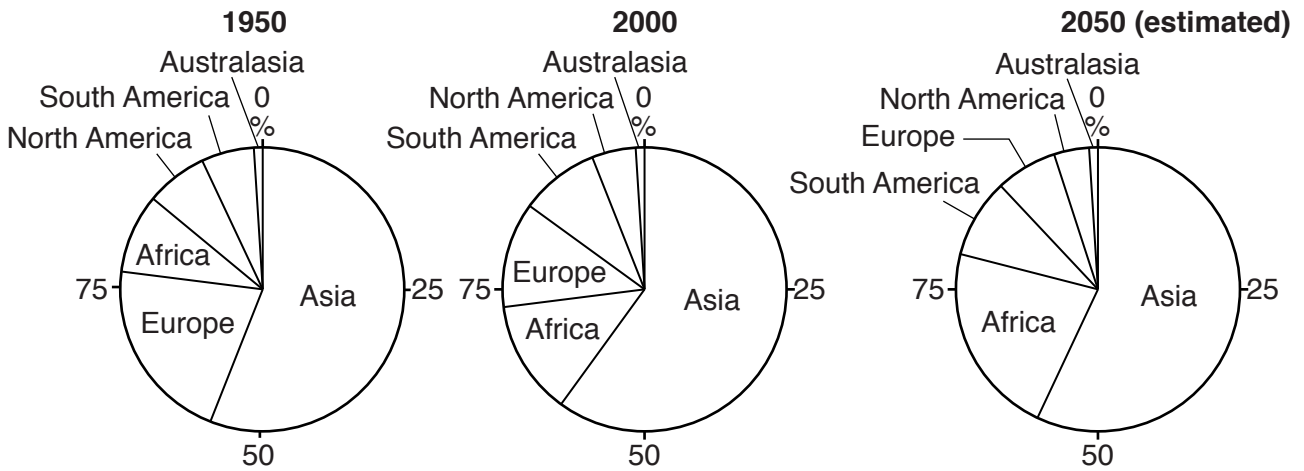 1950
Australasia
South America 0
%
North America
Africa
75
25
Asia
Europe
50
2000
Australasia
North America 0
%
South America
Europe
75
25
Asia
Africa
50
2050 (estimated)
Australasia
North America 0
%
Europe
South America
75
25
Asia
Africa
50